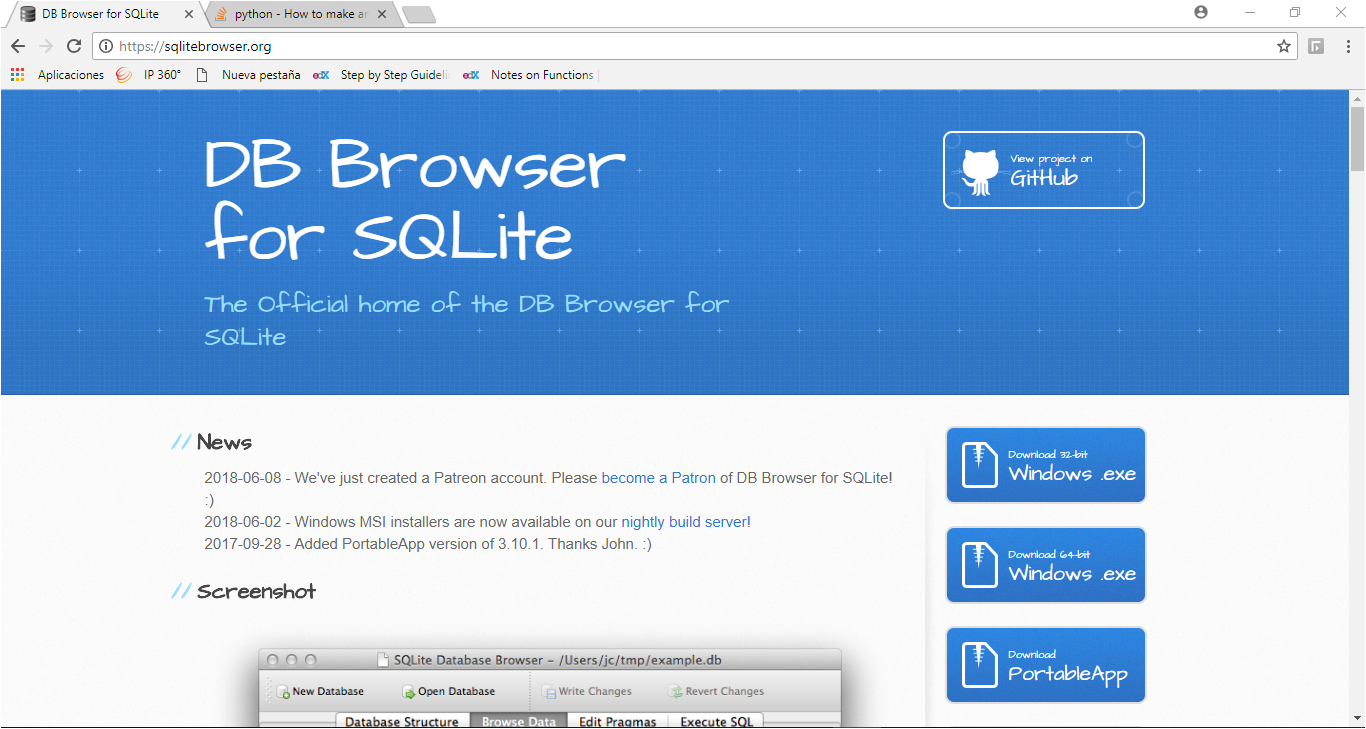 DB Browser for SQLite
python - How to make an
https://sqlitebrowser.org
Aplicaciones
IP 360°
Nueva pestaña
edX
Step by Step Guideli
edX
Notes on Functions
DB Browser
for SQLite
The Official home of the DB Browser for
SQLite
View project on
GitHub
// News
2018-06-08 - We've just created a Patreon account. Please become a Patron of DB Browser for SQLite!
:)
2018-06-02 - Windows MSI installers are now available on our nightly build server!
2017-09-28 - Added PortableApp version of 3.10.1. Thanks John. :)
// Screenshot
SQLite Database Browser – /Users/jc/tmp/example.db
New Database
Open Database
Write Changes
Revert Changes
Database Structure
Browse Data
Edit Pragmas
Execute SQL
Download 32-bit
Windows .exe
Download 64-bit
Windows .exe
Download
PortableApp